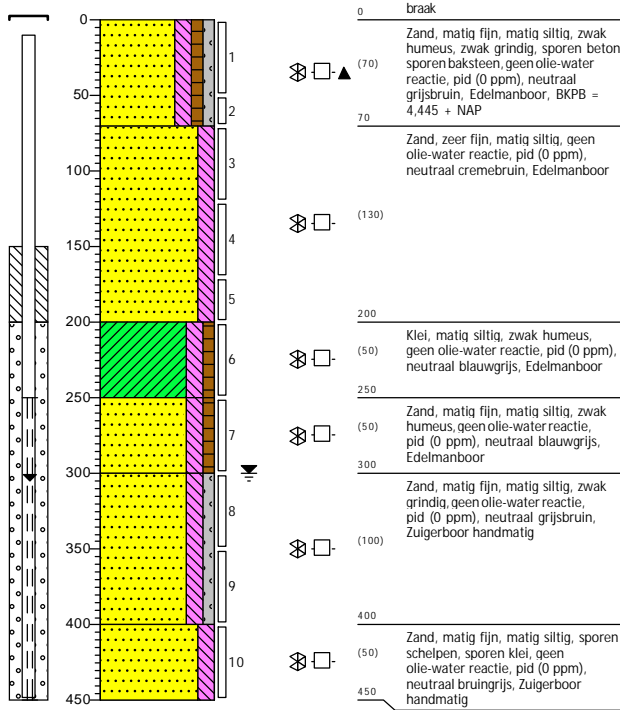 0 braak
Zand, matig fijn, matig siltig, zwak
humeus, zwak grindig, sporen beton
(70) sporen baksteen, geen olie-water
reactie, pid (0 ppm), neutraal
grijsbruin, Edelmanboor, BKPB =
4,445 + NAP
70
Zand, zeer fijn, matig siltig, geen
olie-water reactie, pid (0 ppm),
neutraal cremebruin, Edelmanboor
(130)
200
Klei, matig siltig, zwak humeus,
(50) geen olie-water reactie, pid (0 ppm),
neutraal blauwgrijs, Edelmanboor
250
Zand, matig fijn, matig siltig, zwak
(50) humeus, geen olie-water reactie,
pid (0 ppm), neutraal blauwgrijs,
Edelmanboor
300
Zand, matig fijn, matig siltig, zwak
grindig, geen olie-water reactie,
pid (0 ppm), neutraal grijsbruin,
(100) Zuigerboor handmatig
400
Zand, matig fijn, matig siltig, sporen
(50) schelpen, sporen klei, geen
olie-water reactie, pid (0 ppm),
neutraal bruingrijs, Zuigerboor
450 handmatig
0
50
100
150
200
250
300
350
400
450
1
2
3
4
5
6
7
8
9
10